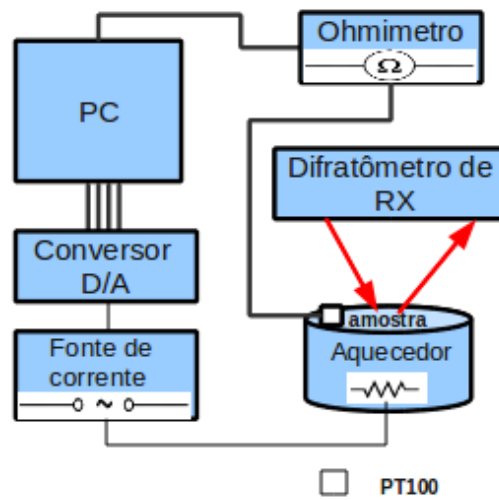 Ohmimetro
Ω
PC
Difratômetro de
RX
Conversor
D/A
amostra
Fonte de
corrente
Aquecedor
~
PT100